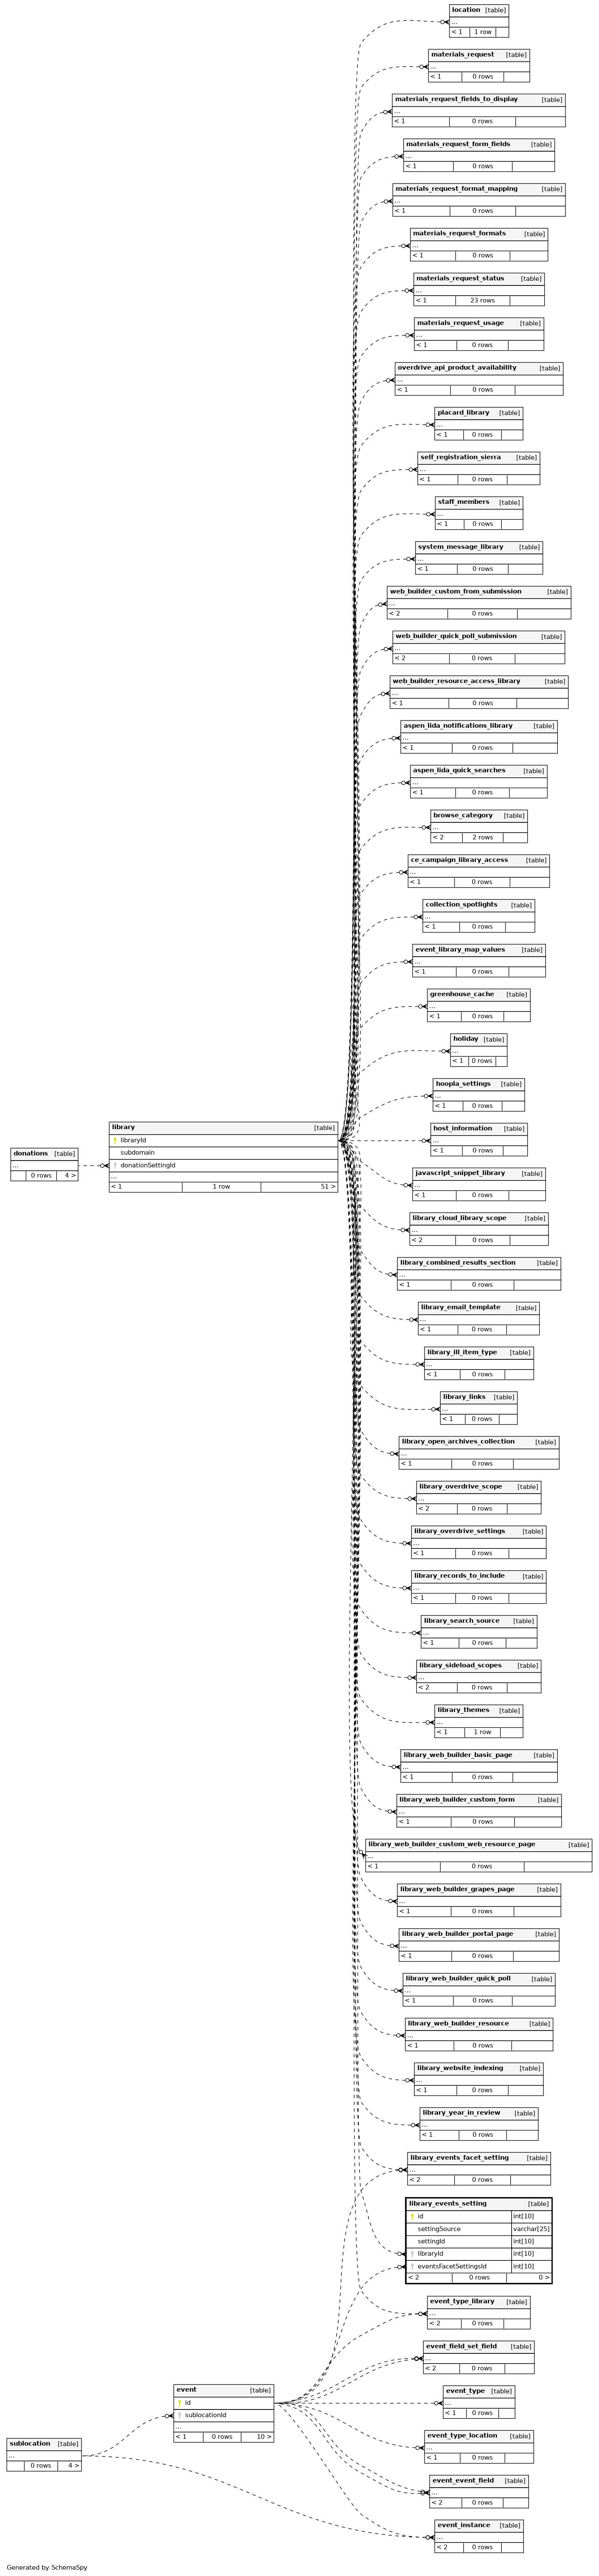 location [table]
...
< 1 1 row
materials_request [table]
...
< 1 0 rows
materials_request_fields_to_display [table]
...
< 1 0 rows
materials_request_form_fields [table]
...
< 1 0 rows
materials_request_format_mapping [table]
...
< 1 0 rows
materials_request_formats [table]
...
< 1 0 rows
materials_request_status [table]
...
< 1 23 rows
materials_request_usage [table]
...
< 1 0 rows
overdrive_api_product_availability [table]
...
< 1 0 rows
placard_library [table]
...
< 1 0 rows
self_registration_sierra [table]
...
< 1 0 rows
staff_members [table]
...
< 1 0 rows
system_message_library [table]
...
< 1 0 rows
web_builder_custom_from_submission [table]
...
< 2 0 rows
web_builder_quick_poll_submission [table]
...
< 2 0 rows
web_builder_resource_access_library [table]
...
< 1 0 rows
aspen_lida_notifications_library [table]
...
< 1 0 rows
aspen_lida_quick_searches [table]
...
< 1 0 rows
browse_category [table]
...
< 2 2 rows
ce_campaign_library_access [table]
...
< 1 0 rows
collection_spotlights [table]
...
< 1 0 rows
event_library_map_values [table]
...
< 1 0 rows
greenhouse_cache [table]
...
< 1 0 rows
holiday [table]
...
< 1 0 rows
hoopla_settings [table]
...
< 1 0 rows
donations [table]
...
0 rows 4 >
library [table]
libraryId
subdomain
donationSettingId
...
< 1 1 row 51 >
host_information [table]
...
< 1 0 rows
javascript_snippet_library [table]
...
< 1 0 rows
library_cloud_library_scope [table]
...
< 2 0 rows
library_combined_results_section [table]
...
< 1 0 rows
library_email_template [table]
...
< 1 0 rows
library_ill_item_type [table]
...
< 1 0 rows
library_links [table]
...
< 1 0 rows
library_open_archives_collection [table]
...
< 1 0 rows
library_overdrive_scope [table]
...
< 2 0 rows
library_overdrive_settings [table]
...
< 1 0 rows
library_records_to_include [table]
...
< 1 0 rows
library_search_source [table]
...
< 1 0 rows
library_sideload_scopes [table]
...
< 2 0 rows
library_themes [table]
...
< 1 1 row
library_web_builder_basic_page [table]
...
< 1 0 rows
library_web_builder_custom_form [table]
...
< 1 0 rows
library_web_builder_custom_web_resource_page [table]
...
< 1 0 rows
library_web_builder_grapes_page [table]
...
< 1 0 rows
library_web_builder_portal_page [table]
...
< 1 0 rows
library_web_builder_quick_poll [table]
...
< 1 0 rows
library_web_builder_resource [table]
...
< 1 0 rows
library_website_indexing [table]
...
< 1 0 rows
library_year_in_review [table]
...
< 1 0 rows
library_events_facet_setting [table]
...
< 2 0 rows
library_events_setting [table]
id int[10]
settingSource varchar[25]
settingId int[10]
libraryId int[10]
eventsFacetSettingsId int[10]
< 2 0 rows 0 >
event_type_library [table]
...
< 2 0 rows
event_field_set_field [table]
...
< 2 0 rows
event [table]
id
sublocationId
...
< 1 0 rows 10 >
event_type [table]
...
< 1 0 rows
sublocation [table]
...
0 rows 4 >
event_type_location [table]
...
< 1 0 rows
event_event_field [table]
...
< 2 0 rows
event_instance [table]
...
< 2 0 rows
Generated by SchemaSpy